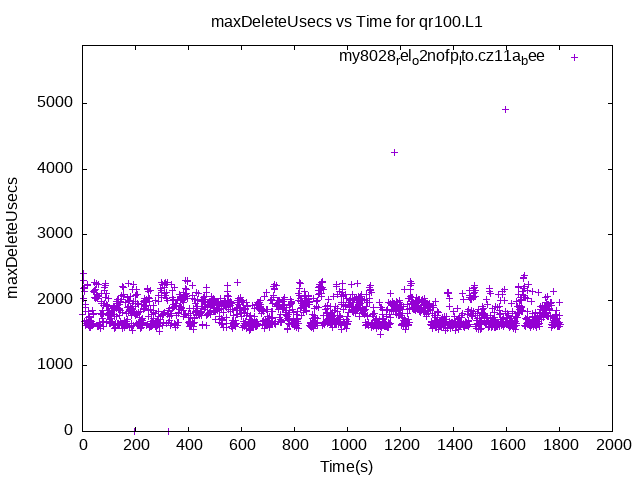 maxDeleteUsecs vs Time for qr100.L1
my8028relo2nofplto.cz11abee
5000
4000
3000
2000
1000
0
maxDeleteUsecs
0 200 400 600 800 1000 1200 1400 1600 1800 2000
Time(s)